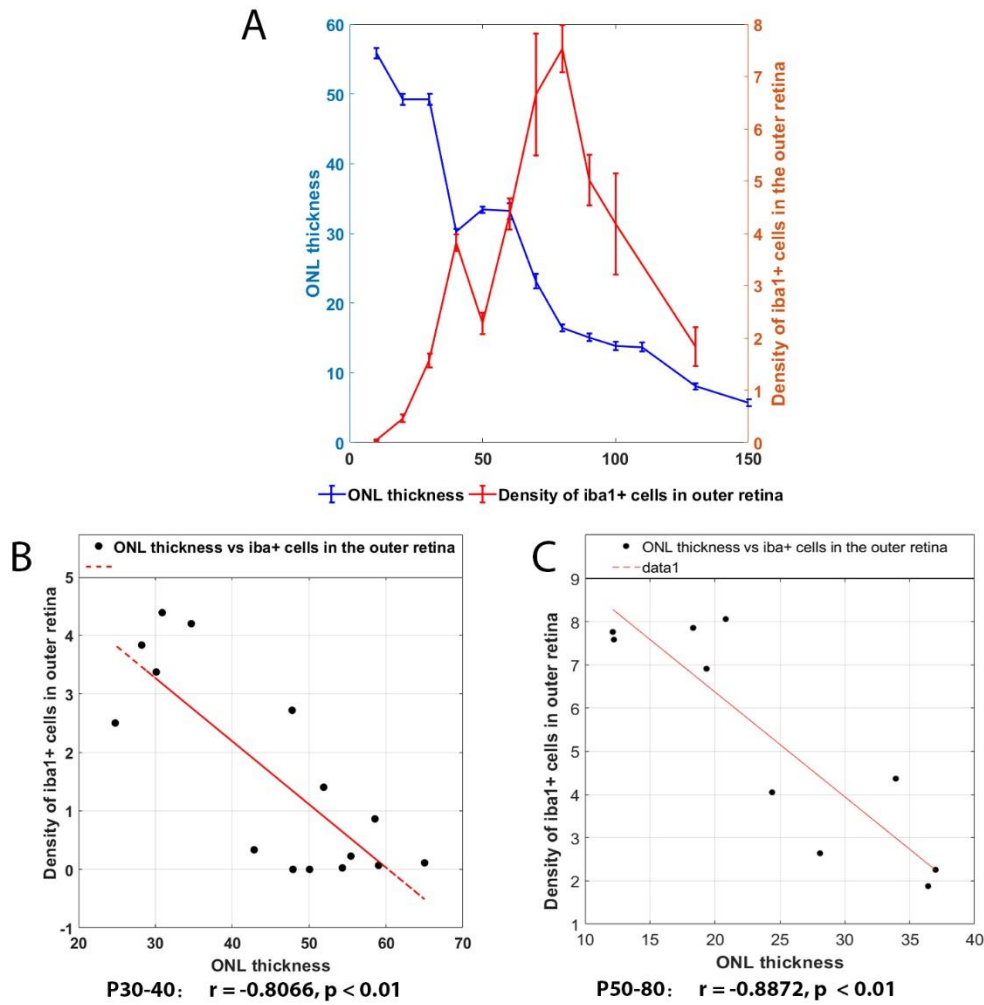 A
60
50
40
30
20
10
0
ONL thickness
8
7
6
5
4
3
2
1
0
Density of iba1+ cells in the outer retina
0 50 100 150
ONL thickness Density of iba1+ cells in outer retina
B
ONL thickness vs iba+ cells in the outer retina
5
4
3
2
1
0
-1
Density of iba1+ cells in outer retina
20 30 40 50 60 70
ONL thickness
P30-40: r = -0.8066, p < 0.01
C
ONL thickness vs iba+ cells in the outer retina
data1
9
8
7
6
5
4
3
2
1
Density of iba1+ cells in outer retina
10 15 20 25 30 35 40
ONL thickness
P50-80: r = -0.8872, p < 0.01